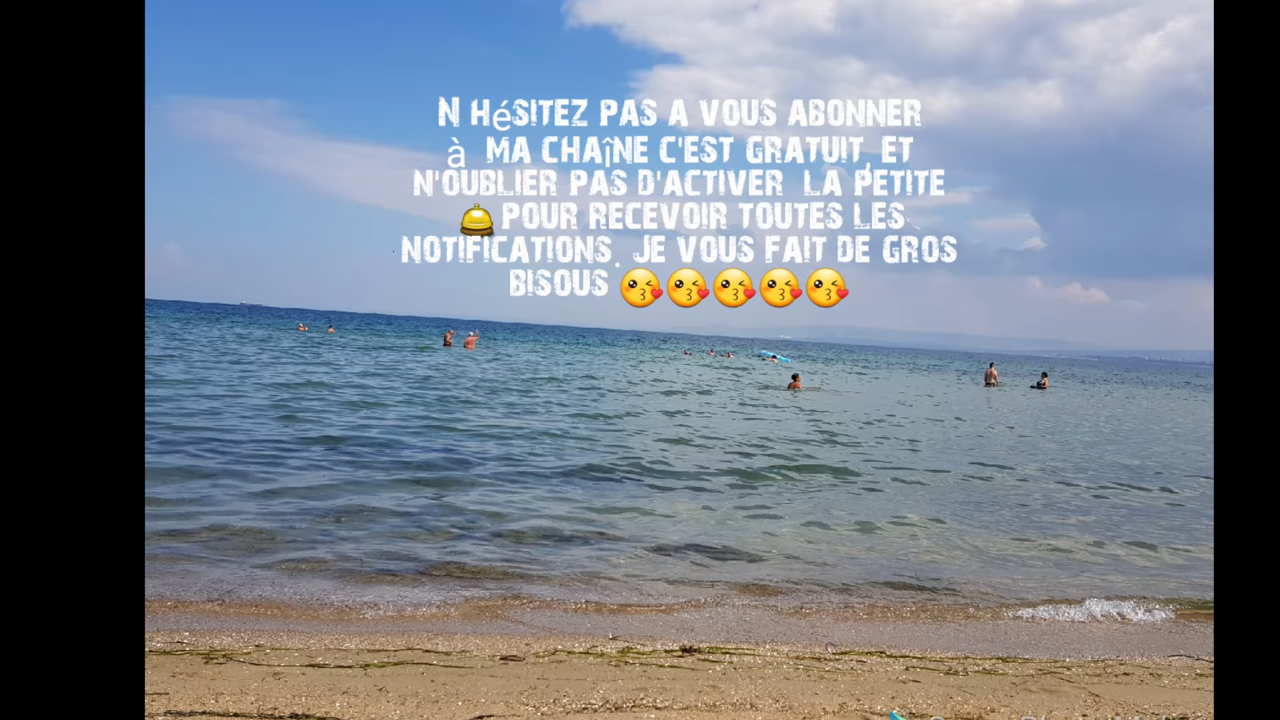 N HéSITEZ PAS A VOUS ABONNER
à MA CHAÎNE C'EST GRATUIT, ET
N'OUBLIER PAS D'ACTIVER LA PETITE
🛎️ POUR RECEVOIR TOUTES LES
NOTIFICATIONS. JE VOUS FAIT DE GROS
BISOUS 😘😘😘😘😘